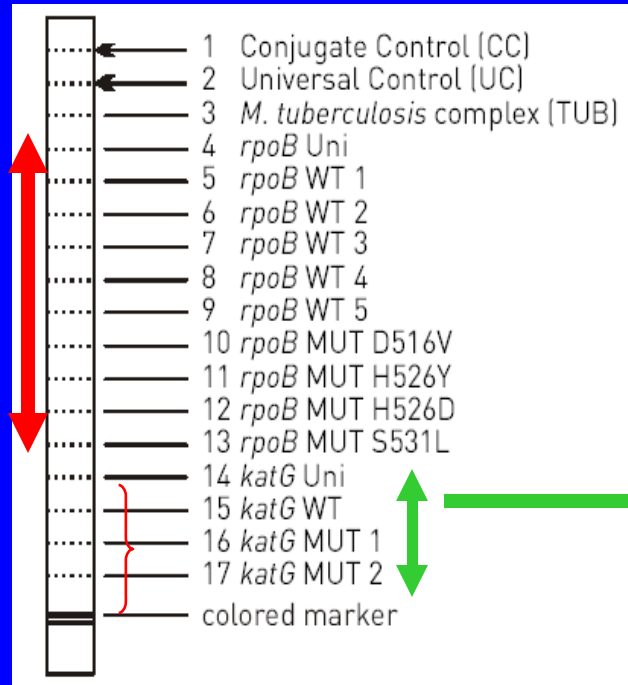 1 Conjugate Control (CC)
2 Universal Control (UC)
3 M. tuberculosis complex (TUB)
4 rpoB Uni
5 rpoB WT 1
6 rpoB WT 2
7 rpoB WT 3
8 rpoB WT 4
9 rpoB WT 5
10 rpoB MUT D516V
11 rpoB MUT H526Y
12 rpoB MUT H526D
13 rpoB MUT S531L
14 katG Uni
15 katG WT
16 katG MUT 1
17 katG MUT 2
colored marker